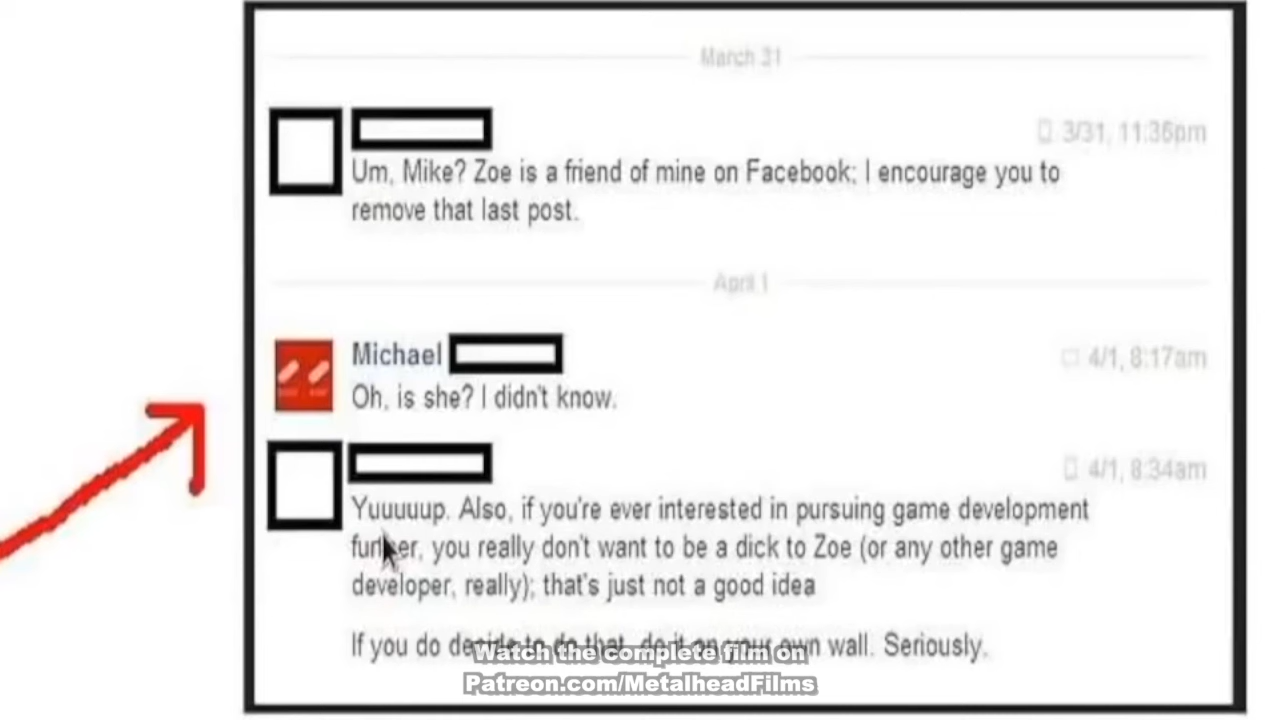 March 31
3/31, 11:36pm
Um, Mike? Zoe is a friend of mine on Facebook; I encourage you to
remove that last post.
April 1
Michael
4/1, 8:17am
Oh, is she? I didn't know.
4/1, 8:34am
Yuuuuup. Also, if you're ever interested in pursuing game development
further, you really don't want to be a dick to Zoe (or any other game
developer, really); that's just not a good idea
If you do decide to do that, do it on your own wall. Seriously.
Watch the complete film on
Patreon.com/MetalheadFilms